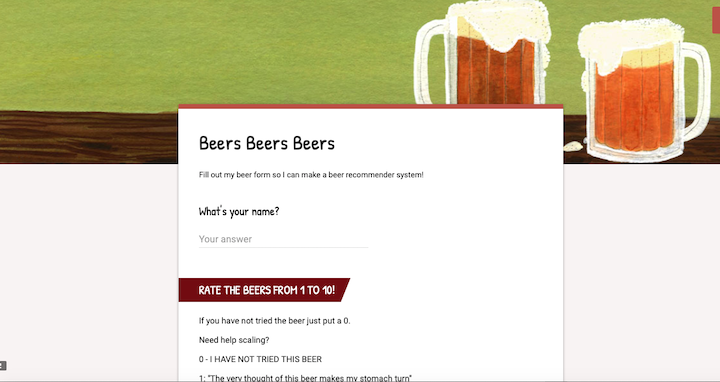 Beers Beers Beers
Fill out my beer form so I can make a beer recommender system!
What's your name?
Your answer
RATE THE BEERS FROM 1 TO 10!
If you have not tried the beer just put a 0.
Need help scaling?
0 - I HAVE NOT TRIED THIS BEER
1: "The very thought of this beer makes my stomach turn"